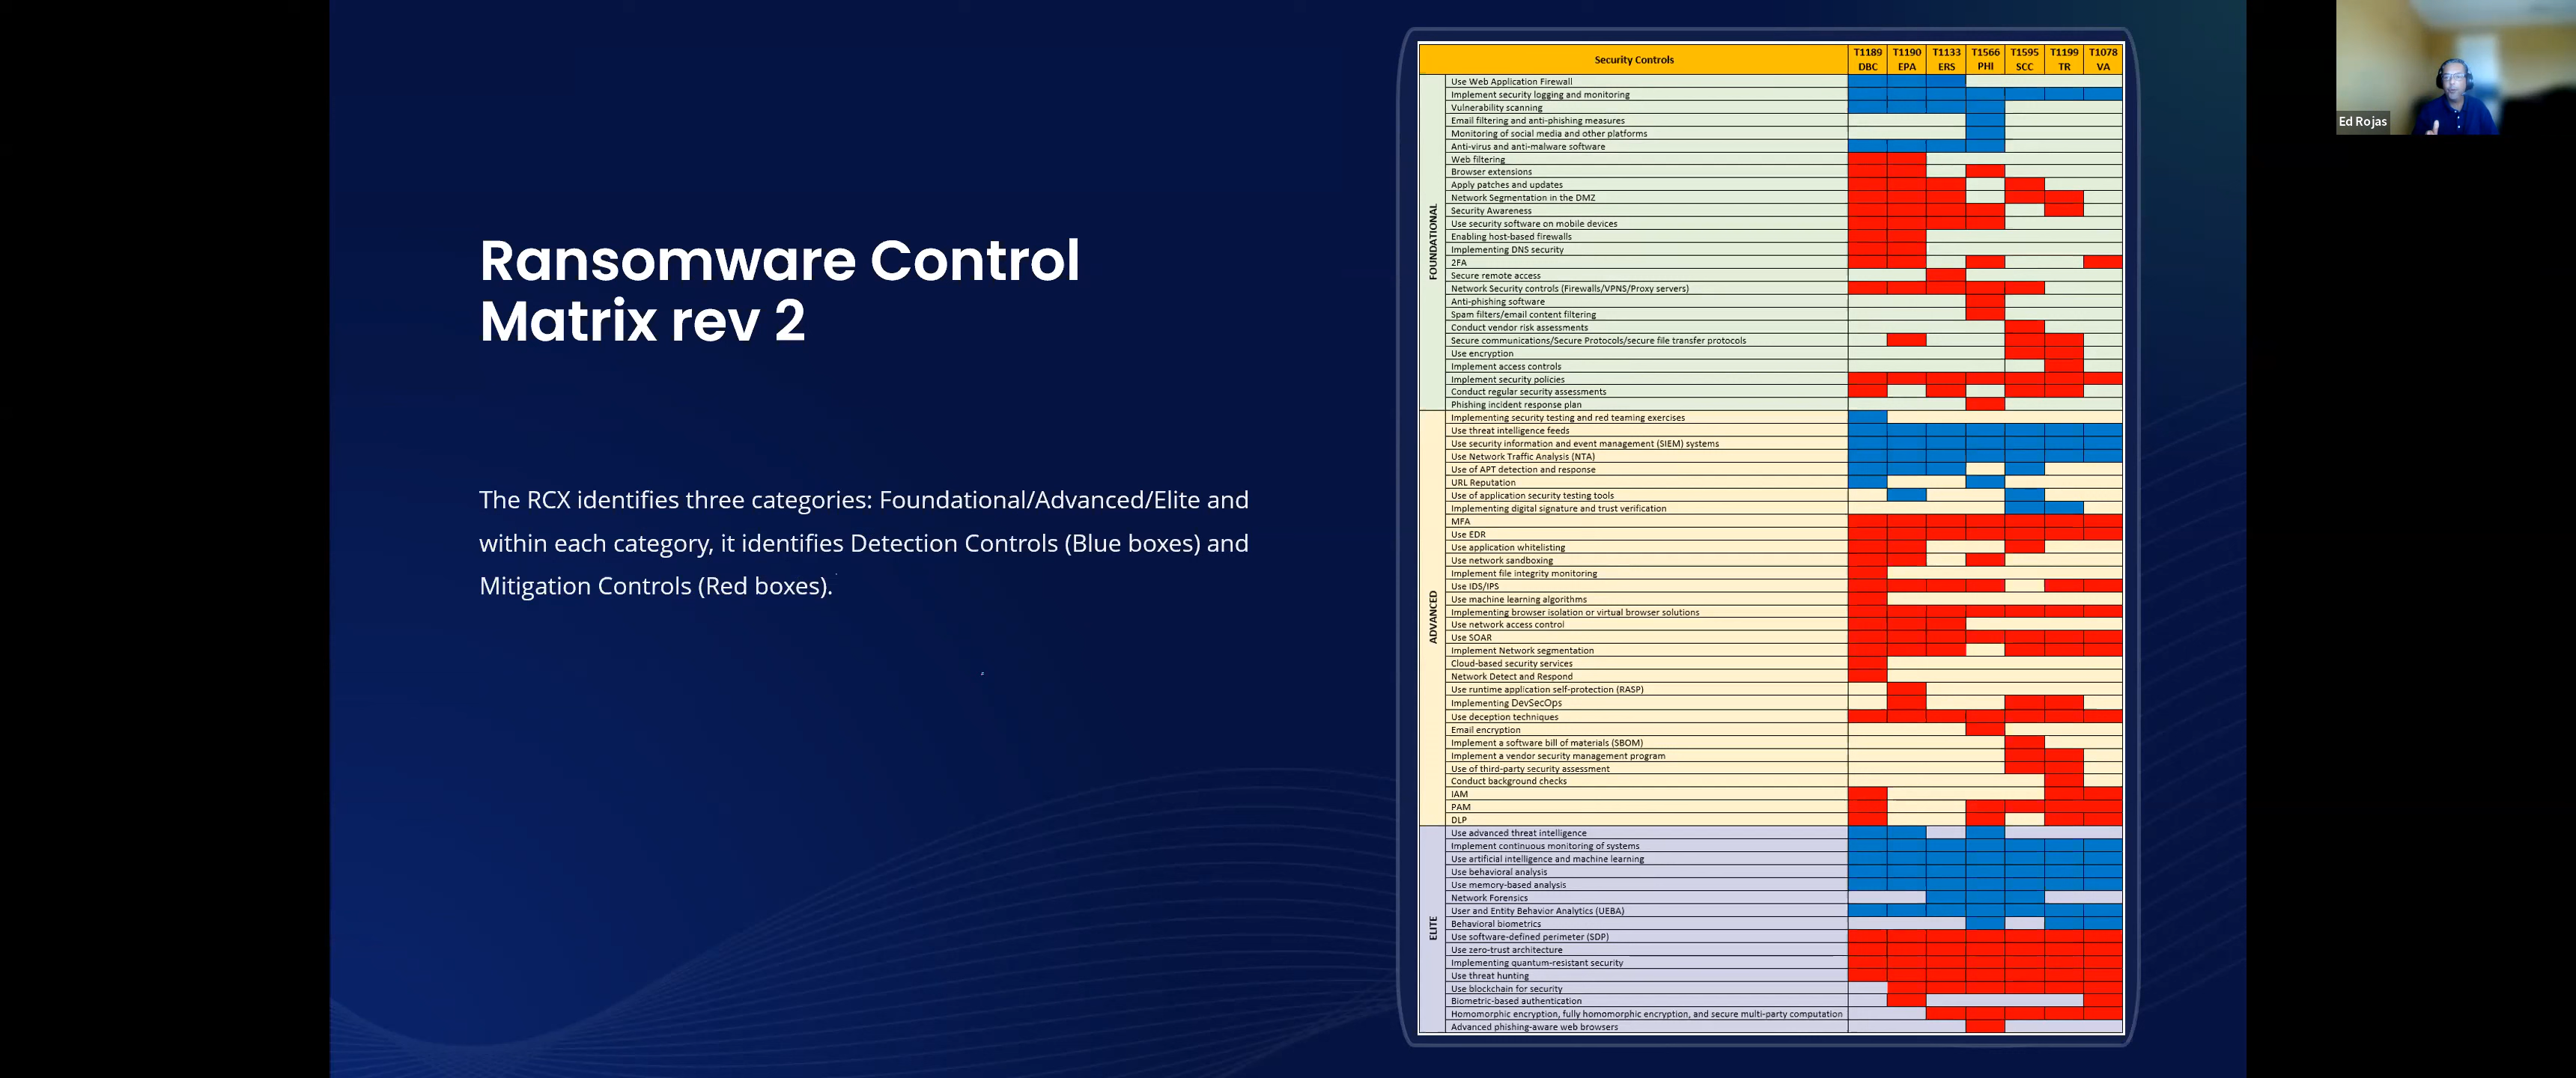 Ransomware Control
Matrix rev 2
The RCX identifies three categories: Foundational/Advanced/Elite and
within each category, it identifies Detection Controls (Blue boxes) and
Mitigation Controls (Red boxes).
Security Controls
T1189 DBC
T1190 EPA
T1133 ERS
T1566 PHI
T1595 SCC
T1199 TR
T1078 VA
FOUNDATIONAL
Use Web Application Firewall
Implement security logging and monitoring
Vulnerability scanning
Email filtering and anti-phishing measures
Monitoring of social media and other platforms
Anti-virus and anti-malware software
Web filtering
Browser extensions
Apply patches and updates
Network Segmentation in the DMZ
Security Awareness
Use security software on mobile devices
Enabling host-based firewalls
Implementing DNS security
2FA
Secure remote access
Network Security controls (Firewalls/VPNS/Proxy servers)
Anti-phishing software
Spam filters/email content filtering
Conduct vendor risk assessments
Secure communications/Secure Protocols/secure file transfer protocols
Use encryption
Implement access controls
Implement security policies
Conduct regular security assessments
Phishing incident response plan
ADVANCED
Implementing security testing and red teaming exercises
Use threat intelligence feeds
Use security information and event management (SIEM) systems
Use Network Traffic Analysis (NTA)
Use of APT detection and response
URL Reputation
Use of application security testing tools
Implementing digital signature and trust verification
MFA
Use EDR
Use application whitelisting
Use network sandboxing
Implement file integrity monitoring
Use IDS/IPS
Use machine learning algorithms
Implementing browser isolation or virtual browser solutions
Use network access control
Use SOAR
Implement Network segmentation
Cloud-based security services
Network Detect and Respond
Use runtime application self-protection (RASP)
Implementing DevSecOps
Use deception techniques
Email encryption
Implement a software bill of materials (SBOM)
Implement a vendor security management program
Use of third-party security assessment
Conduct background checks
IAM
PAM
DLP
ELITE
Use advanced threat intelligence
Implement continuous monitoring of systems
Use artificial intelligence and machine learning
Use behavioral analysis
Use memory-based analysis
Network Forensics
User and Entity Behavior Analytics (UEBA)
Behavioral biometrics
Use software-defined perimeter (SDP)
Use zero-trust architecture
Implementing quantum-resistant security
Use threat hunting
Use blockchain for security
Biometric-based authentication
Homomorphic encryption, fully homomorphic encryption, and secure multi-party computation
Advanced phishing-aware web browsers
Ed Rojas